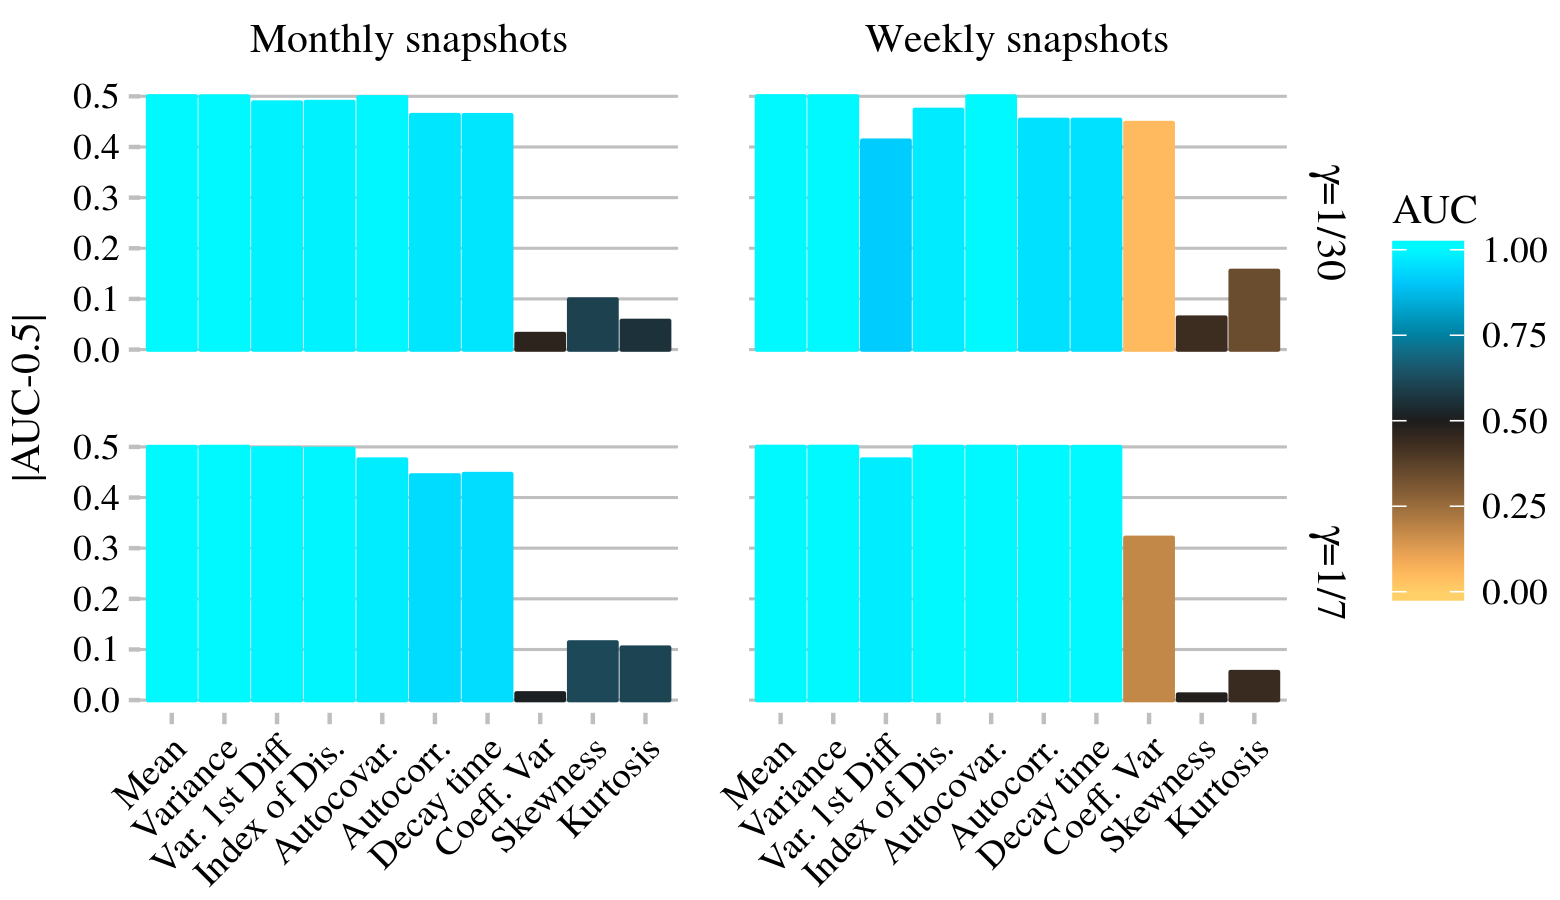 Monthly snapshots
Weekly snapshots
|AUC-0.5|
0.5
0.4
0.3
0.2
0.1
0.0
γ=1/30
0.5
0.4
0.3
0.2
0.1
0.0
γ=1/7
Mean
Variance
Var. 1st Diff
Index of Dis.
Autocovar.
Autocorr.
Decay time
Coeff. Var
Skewness
Kurtosis
Mean
Variance
Var. 1st Diff
Index of Dis.
Autocovar.
Autocorr.
Decay time
Coeff. Var
Skewness
Kurtosis
AUC
1.00
0.75
0.50
0.25
0.00